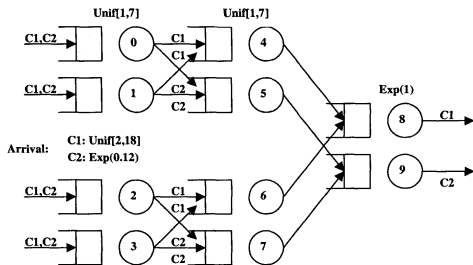 Unif[1,7] Unif[1,7]
C1,C2 0 C1 4
C1
C1,C2 1 C2 5
C2
Exp(1)
8 C1
Arrival: C1: Unif[2,18]
C2: Exp(0.12)
9 C2
C1,C2 2 C1 6
C1
C1,C2 3 C2 7
C2